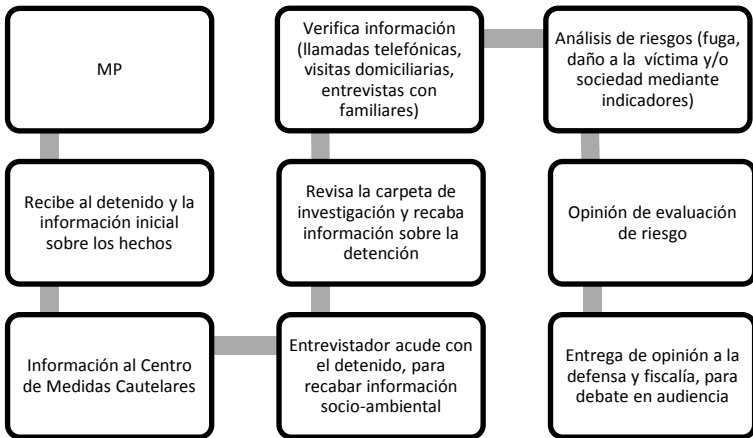 MP
Recibe al detenido y la
información inicial
sobre los hechos
Información al Centro
de Medidas Cautelares
Entrevistador acude con
el detenido, para
recabar información
socio-ambiental
Revisa la carpeta de
investigación y recaba
información sobre la
detención
Verifica información
(llamadas telefónicas,
visitas domiciliarias,
entrevistas con
familiares)
Análisis de riesgos (fuga,
daño a la víctima y/o
sociedad mediante
indicadores)
Opinión de evaluación
de riesgo
Entrega de opinión a la
defensa y fiscalía, para
debate en audiencia